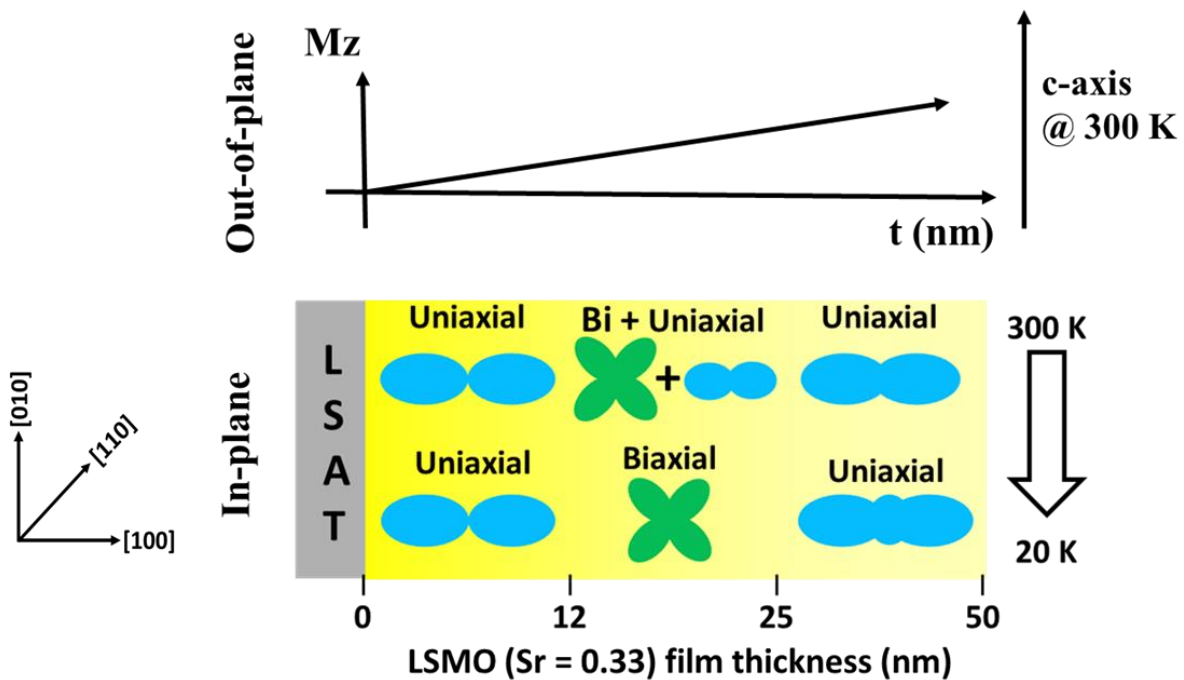 Out-of-plane
Mz
t (nm)
c-axis
@ 300 K
In-plane
[010]
[110]
[100]
L
S
A
T
Uniaxial
Bi + Uniaxial
Uniaxial
+
Uniaxial
Biaxial
Uniaxial
300 K
20 K
0
12
25
50
LSMO (Sr = 0.33) film thickness (nm)